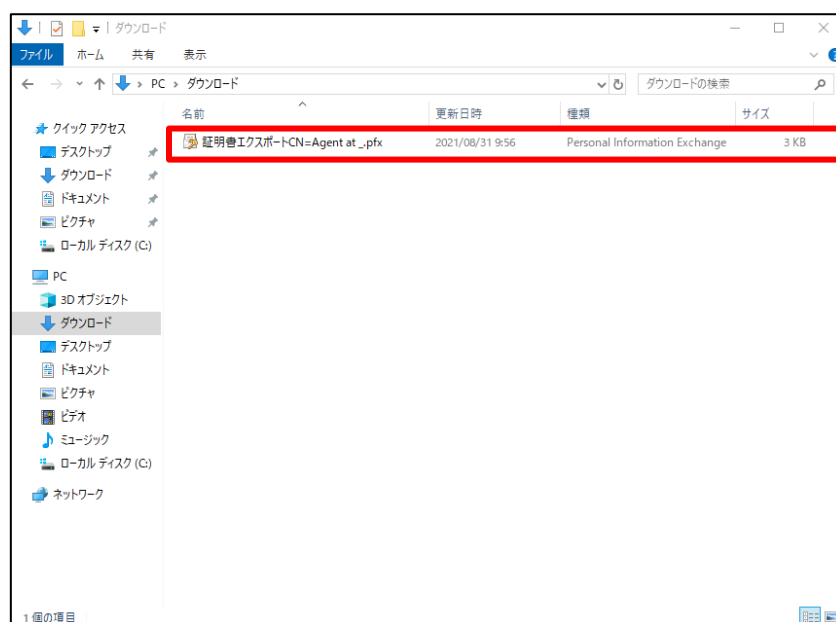 ダウンロード
ファイル ホーム 共有 表示
PC ダウンロード ダウンロードの検索
名前 更新日時 種類 サイズ
クイック アクセス
証明書エクスポートCN=Agent at _.pfx 2021/08/31 9:56 Personal Information Exchange 3 KB
デスクトップ
ダウンロード
ドキュメント
ピクチャ
ローカル ディスク (C:)
PC
3D オブジェクト
ダウンロード
デスクトップ
ドキュメント
ピクチャ
ビデオ
ミュージック
ローカル ディスク (C:)
ネットワーク
1 個の項目